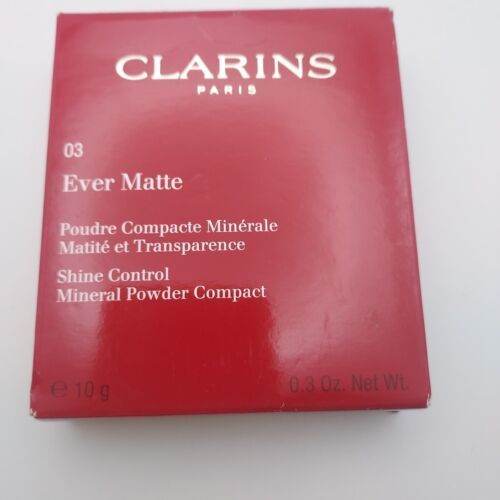 CLARINS
PARIS
03
Ever Matte
Poudre Compacte Minérale
Matité et Transparence
Shine Control
Mineral Powder Compact
℮ 10 g 0.3 Oz. Net Wt.